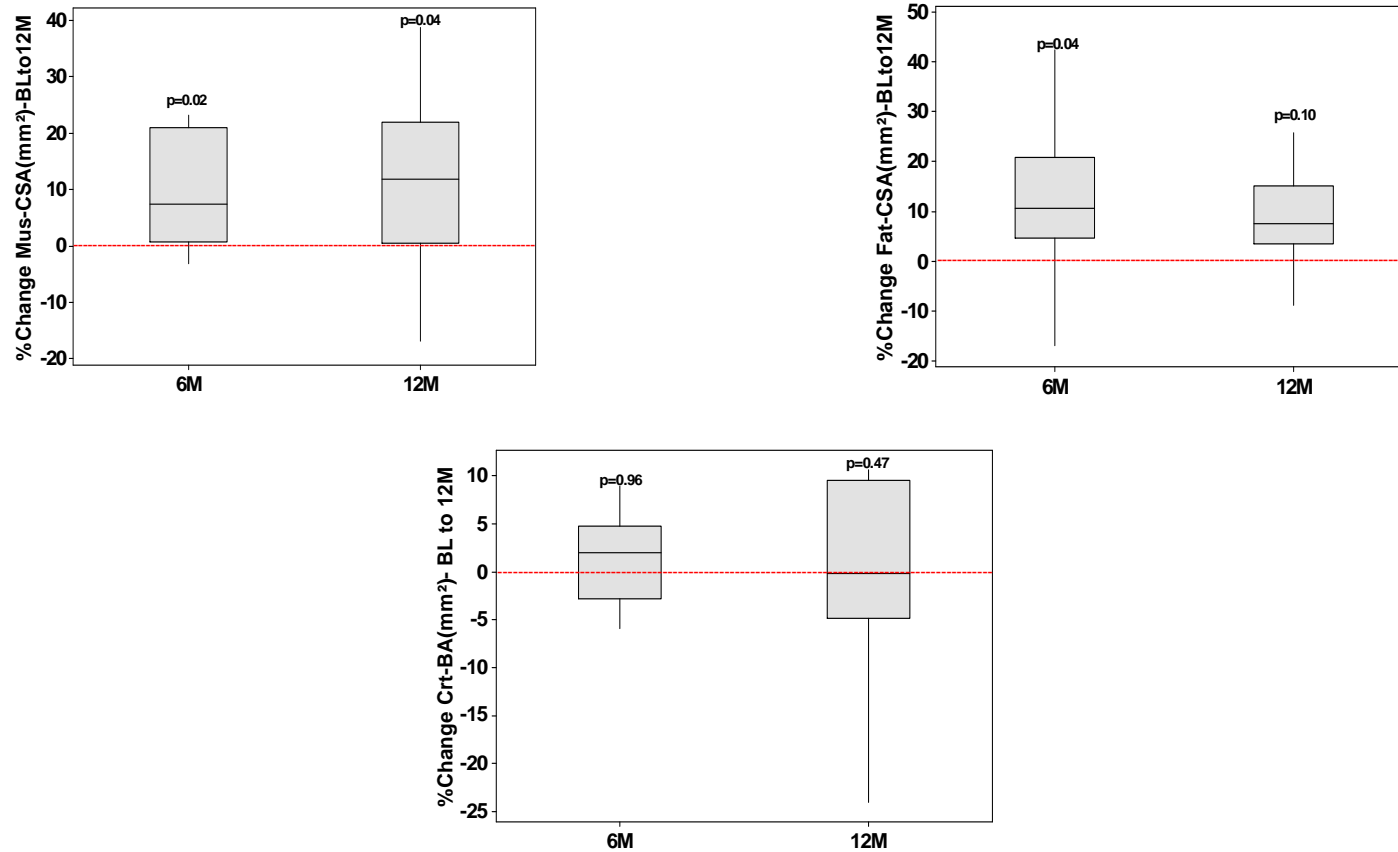 %Change Mus-CSA(mm²)-BLto12M
40
30
20
10
0
-10
-20
p=0.02
p=0.04
6M
12M
%Change Fat-CSA(mm²)-BLto12M
50
40
30
20
10
0
-10
-20
p=0.04
p=0.10
6M
12M
%Change Crt-BA(mm²)- BL to 12M
10
5
0
-5
-10
-15
-20
-25
p=0.96
p=0.47
6M
12M